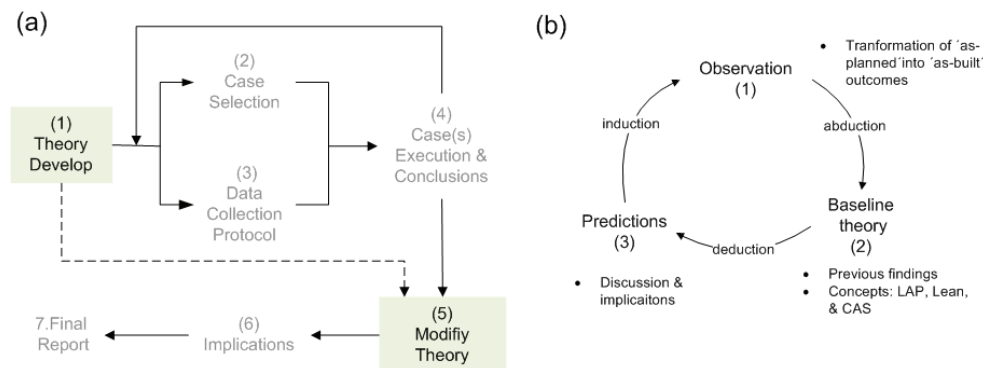 (a)
(1)
Theory
Develop
(2)
Case
Selection
(3)
Data
Collection
Protocol
(4)
Case(s)
Execution &
Conclusions
(5)
Modifiy
Theory
(6)
Implications
7.Final
Report
(b)
Observation
(1)
• Tranformation of ´as-
planned´into ´as-built´
outcomes
induction
abduction
Predictions
(3)
Baseline
theory
(2)
deduction
• Discussion &
implicaitons
• Previous findings
• Concepts: LAP, Lean,
& CAS